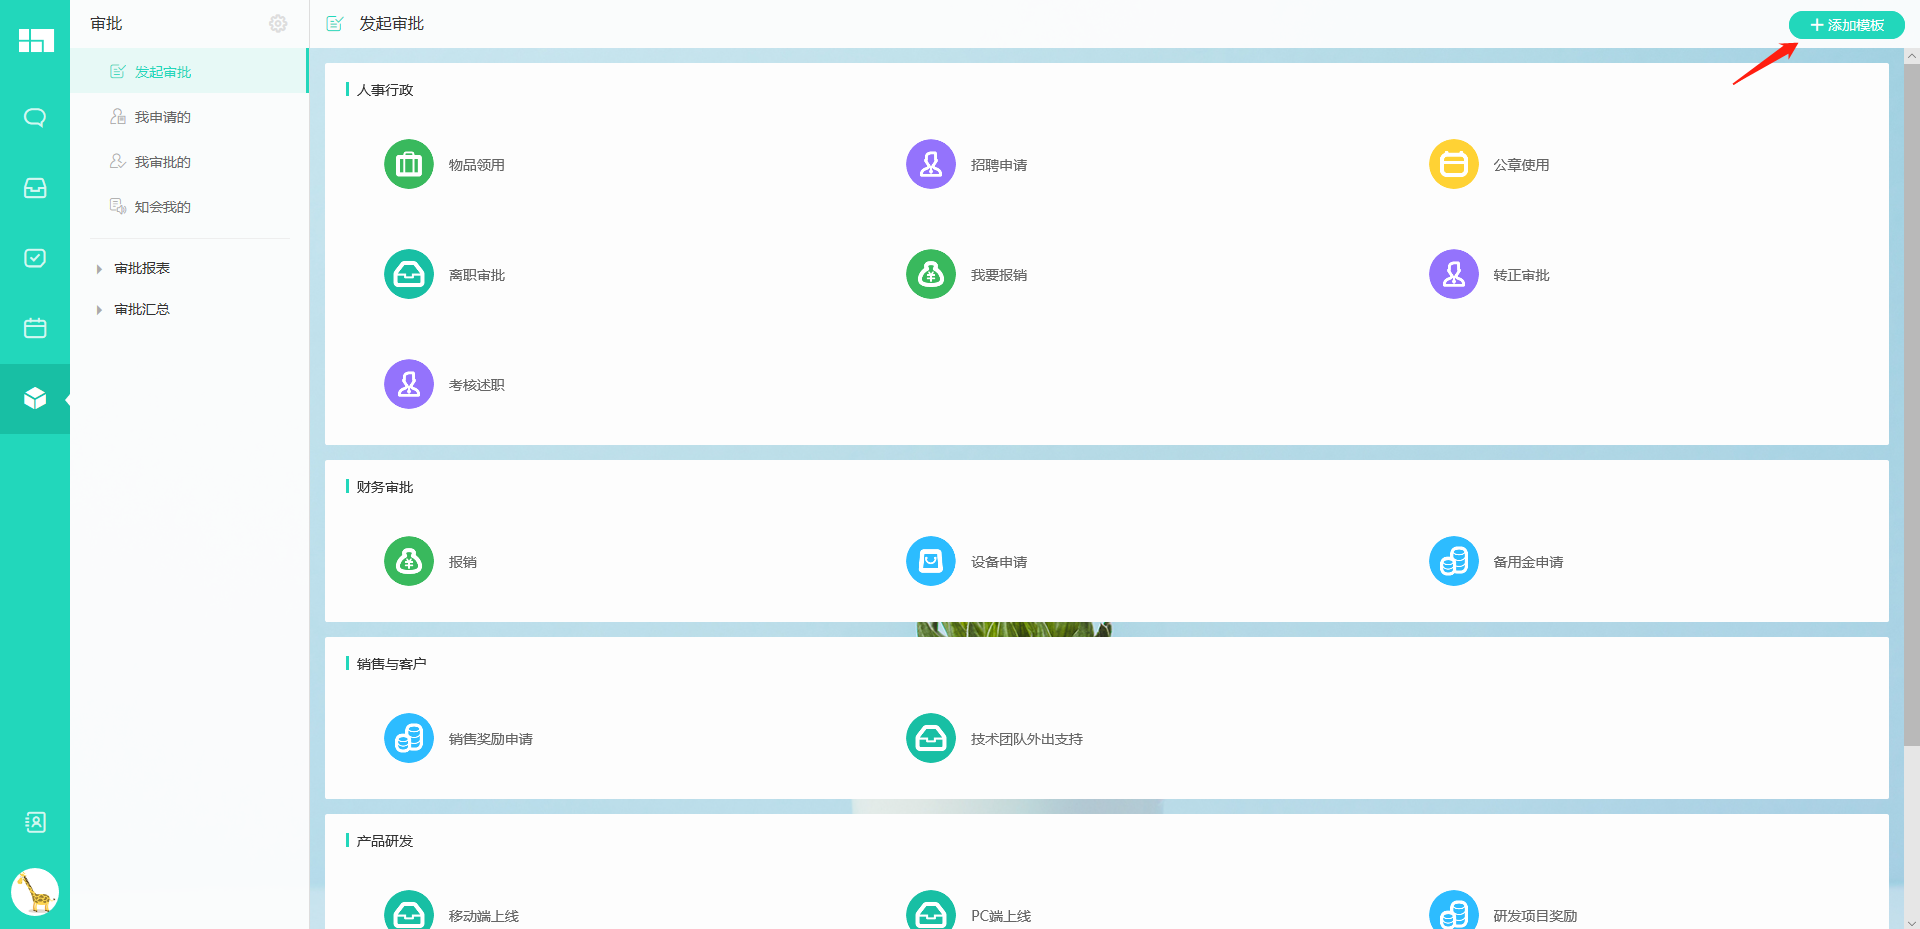 审批
发起审批
我申请的
我审批的
知会我的
审批报表
审批汇总
发起审批
添加模板
人事行政
物品领用
招聘申请
公章使用
离职审批
我要报销
转正审批
考核述职
财务审批
报销
设备申请
备用金申请
销售与客户
销售奖励申请
技术团队外出支持
产品研发
移动端上线
PC端上线
研发项目奖励